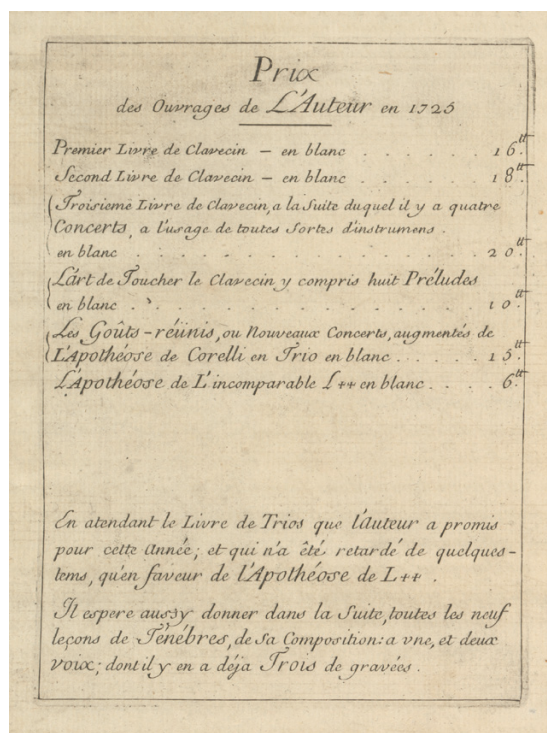 Prix
des Ouvrages de L'Auteur en 1725
Premier Livre de Clavecin – en blanc . . . . . . 16.tt
Second Livre de Clavecin – en blanc . . . . . . 18.tt
Troisieme Livre de Clavecin, a la Suite duquel il y a quatre
Concerts, a l'usage de toutes Sortes d'instrumens .
en blanc . . . . . . . . . . . . . . . 20.tt
L'art de Toucher le Clavecin y compris huit Préludes
en blanc . . . . . . . . . . . . . . . 10.tt
Les Goûts-réünis, ou Nouveaux Concerts, augmentés de
L'Apothéose de Corelli en Trio en blanc . . . . . 15.tt
L'Apothéose de L'incomparable L++ en blanc . . . . 6.tt
En atendant le Livre de Trios que l'auteur a promis
pour cette année; et qui n'a été retardé de quelques-
tems, qu'en faveur de l'Apothéose de L++ .
Il espere aussy donner dans la Suite, toutes les neuf
leçons de Ténébres, de Sa Composition: a vne, et deux
voix; dont il y en a déja Trois de gravées .